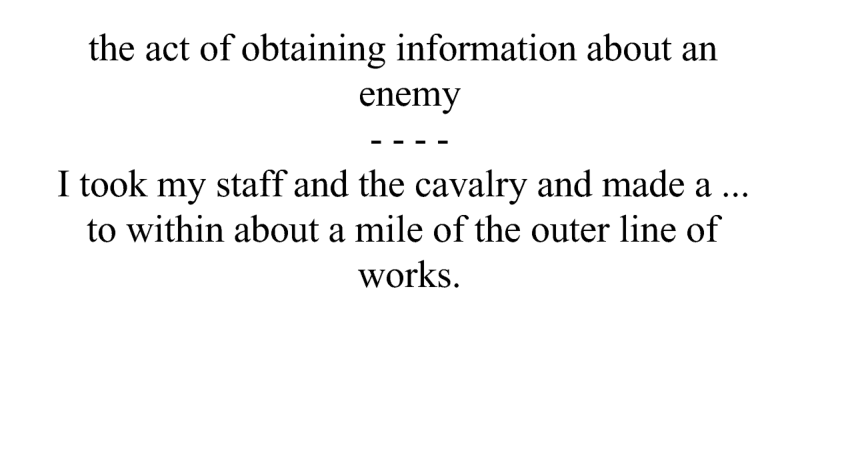 the act of obtaining information about an
enemy
- - - -
I took my staff and the cavalry and made a ...
to within about a mile of the outer line of
works.